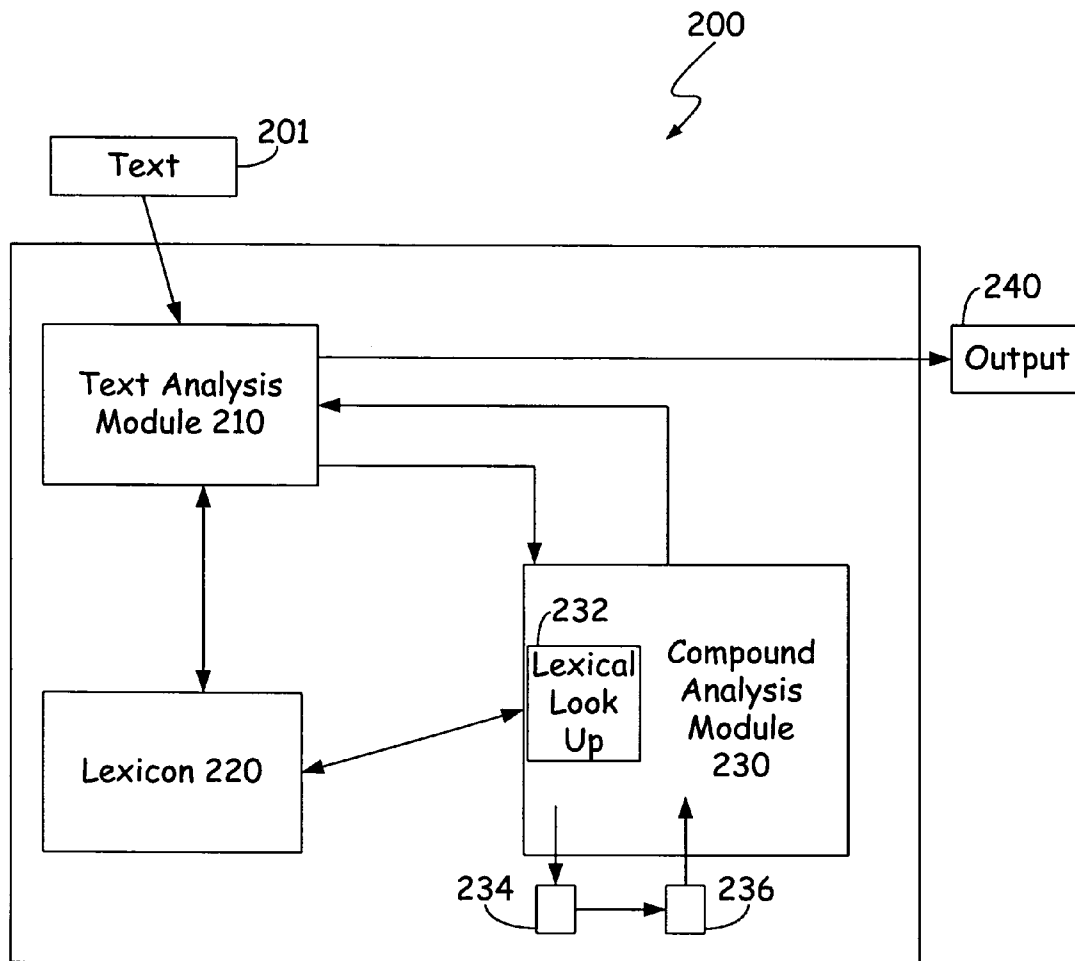 200
201
Text
240
Output
Text Analysis
Module 210
232
Lexical
Look
Up
Compound
Analysis
Module
230
Lexicon 220
234
236